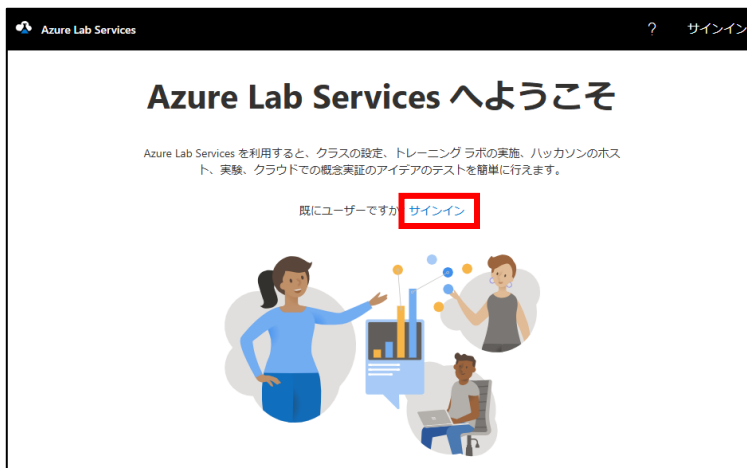 Azure Lab Services
? サインイン
Azure Lab Services へようこそ
Azure Lab Services を利用すると、クラスの設定、トレーニング ラボの実施、ハッカソンのホス
ト、実験、クラウドでの概念実証のアイデアのテストを簡単に行えます。
既にユーザーですか サインイン